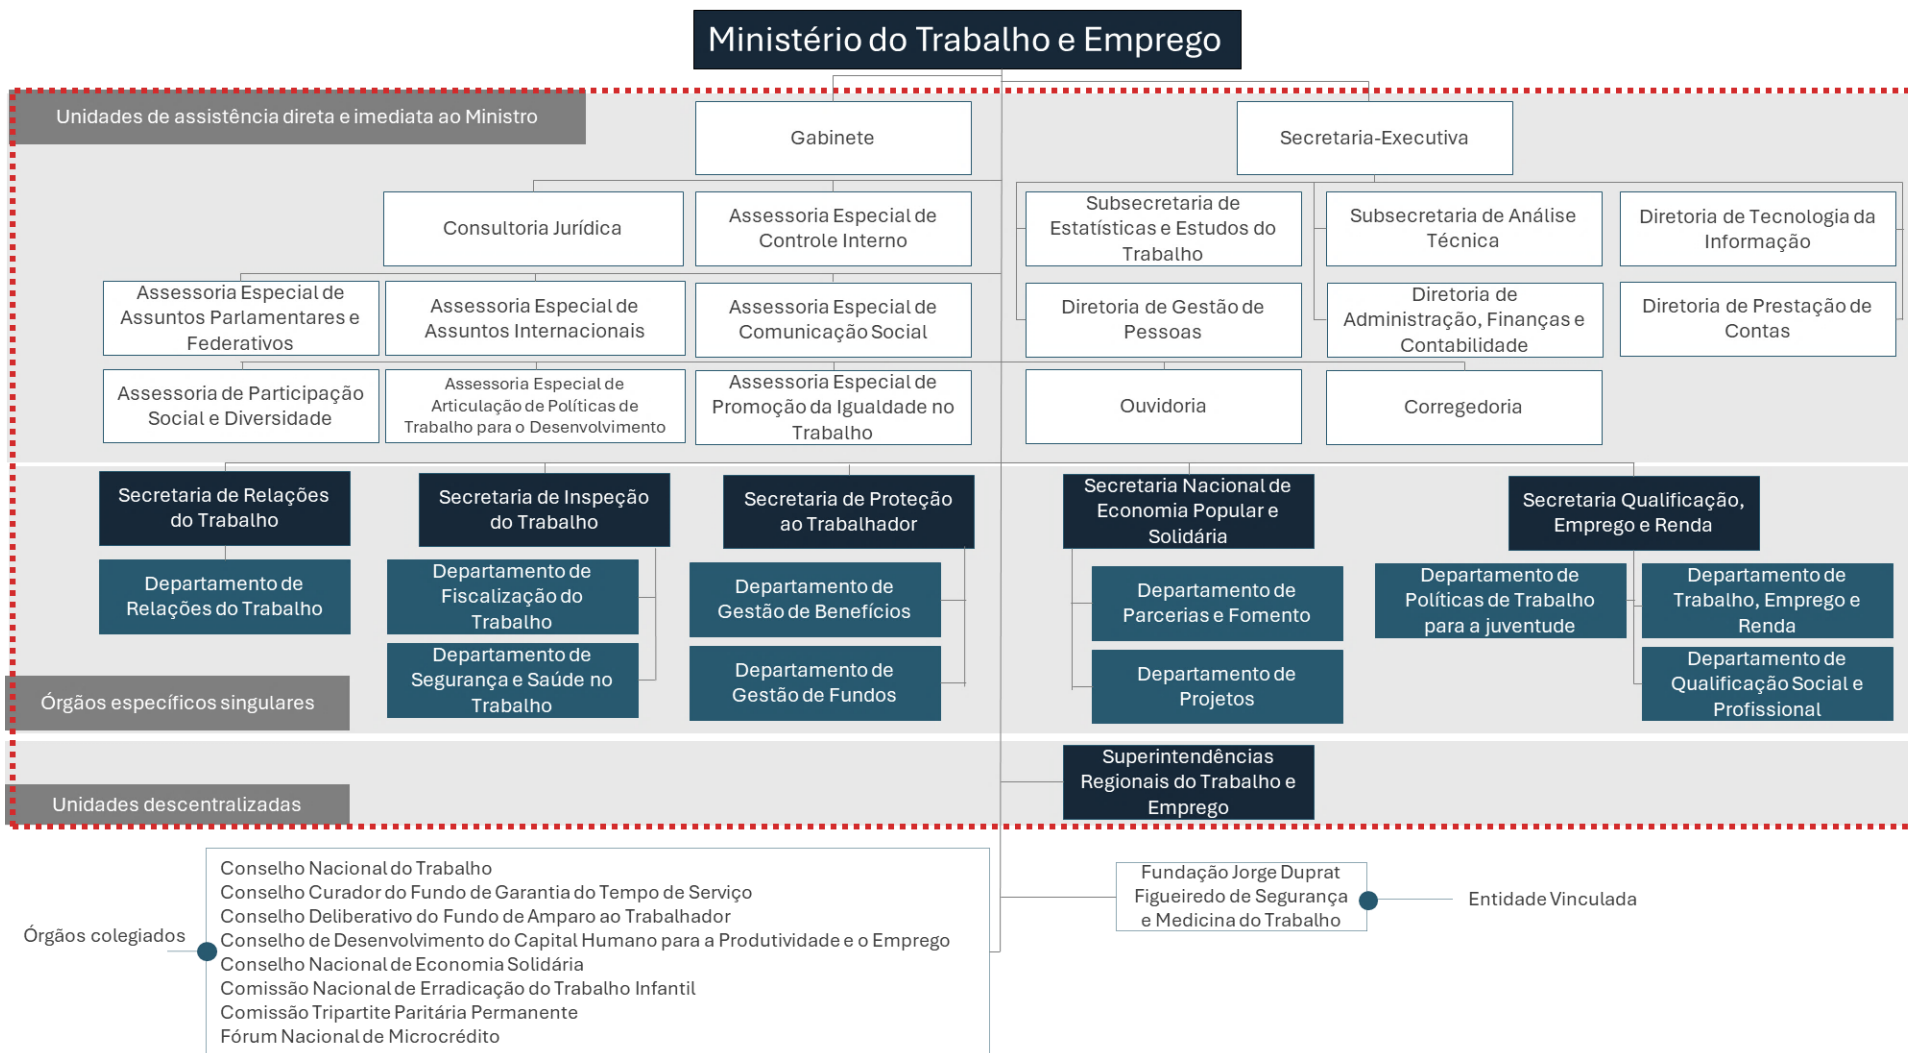 Ministério do Trabalho e Emprego
Unidades de assistência direta e imediata ao Ministro
Gabinete
Secretaria-Executiva
Consultoria Jurídica
Assessoria Especial de
Controle Interno
Subsecretaria de
Estatísticas e Estudos do
Trabalho
Subsecretaria de Análise
Técnica
Diretoria de Tecnologia da
Informação
Assessoria Especial de
Assuntos Parlamentares e
Federativos
Assessoria Especial de
Assuntos Internacionais
Assessoria Especial de
Comunicação Social
Diretoria de Gestão de
Pessoas
Diretoria de
Administração, Finanças e
Contabilidade
Diretoria de Prestação de
Contas
Assessoria de Participação
Social e Diversidade
Assessoria Especial de
Articulação de Políticas de
Trabalho para o Desenvolvimento
Assessoria Especial de
Promoção da Igualdade no
Trabalho
Ouvidoria
Corregedoria
Secretaria de Relações
do Trabalho
Secretaria de Inspeção
do Trabalho
Secretaria de Proteção
ao Trabalhador
Secretaria Nacional de
Economia Popular e
Solidária
Secretaria Qualificação,
Emprego e Renda
Departamento de
Relações do Trabalho
Departamento de
Fiscalização do
Trabalho
Departamento de
Gestão de Benefícios
Departamento de
Parcerias e Fomento
Departamento de
Políticas de Trabalho
para a juventude
Departamento de
Trabalho, Emprego e
Renda
Departamento de
Segurança e Saúde no
Trabalho
Departamento de
Gestão de Fundos
Departamento de
Projetos
Departamento de
Qualificação Social e
Profissional
Órgãos específicos singulares
Superintendências
Regionais do Trabalho e
Emprego
Unidades descentralizadas
Órgãos colegiados
Conselho Nacional do Trabalho
Conselho Curador do Fundo de Garantia do Tempo de Serviço
Conselho Deliberativo do Fundo de Amparo ao Trabalhador
Conselho de Desenvolvimento do Capital Humano para a Produtividade e o Emprego
Conselho Nacional de Economia Solidária
Comissão Nacional de Erradicação do Trabalho Infantil
Comissão Tripartite Paritária Permanente
Fórum Nacional de Microcrédito
Fundação Jorge Duprat
Figueiredo de Segurança
e Medicina do Trabalho
Entidade Vinculada